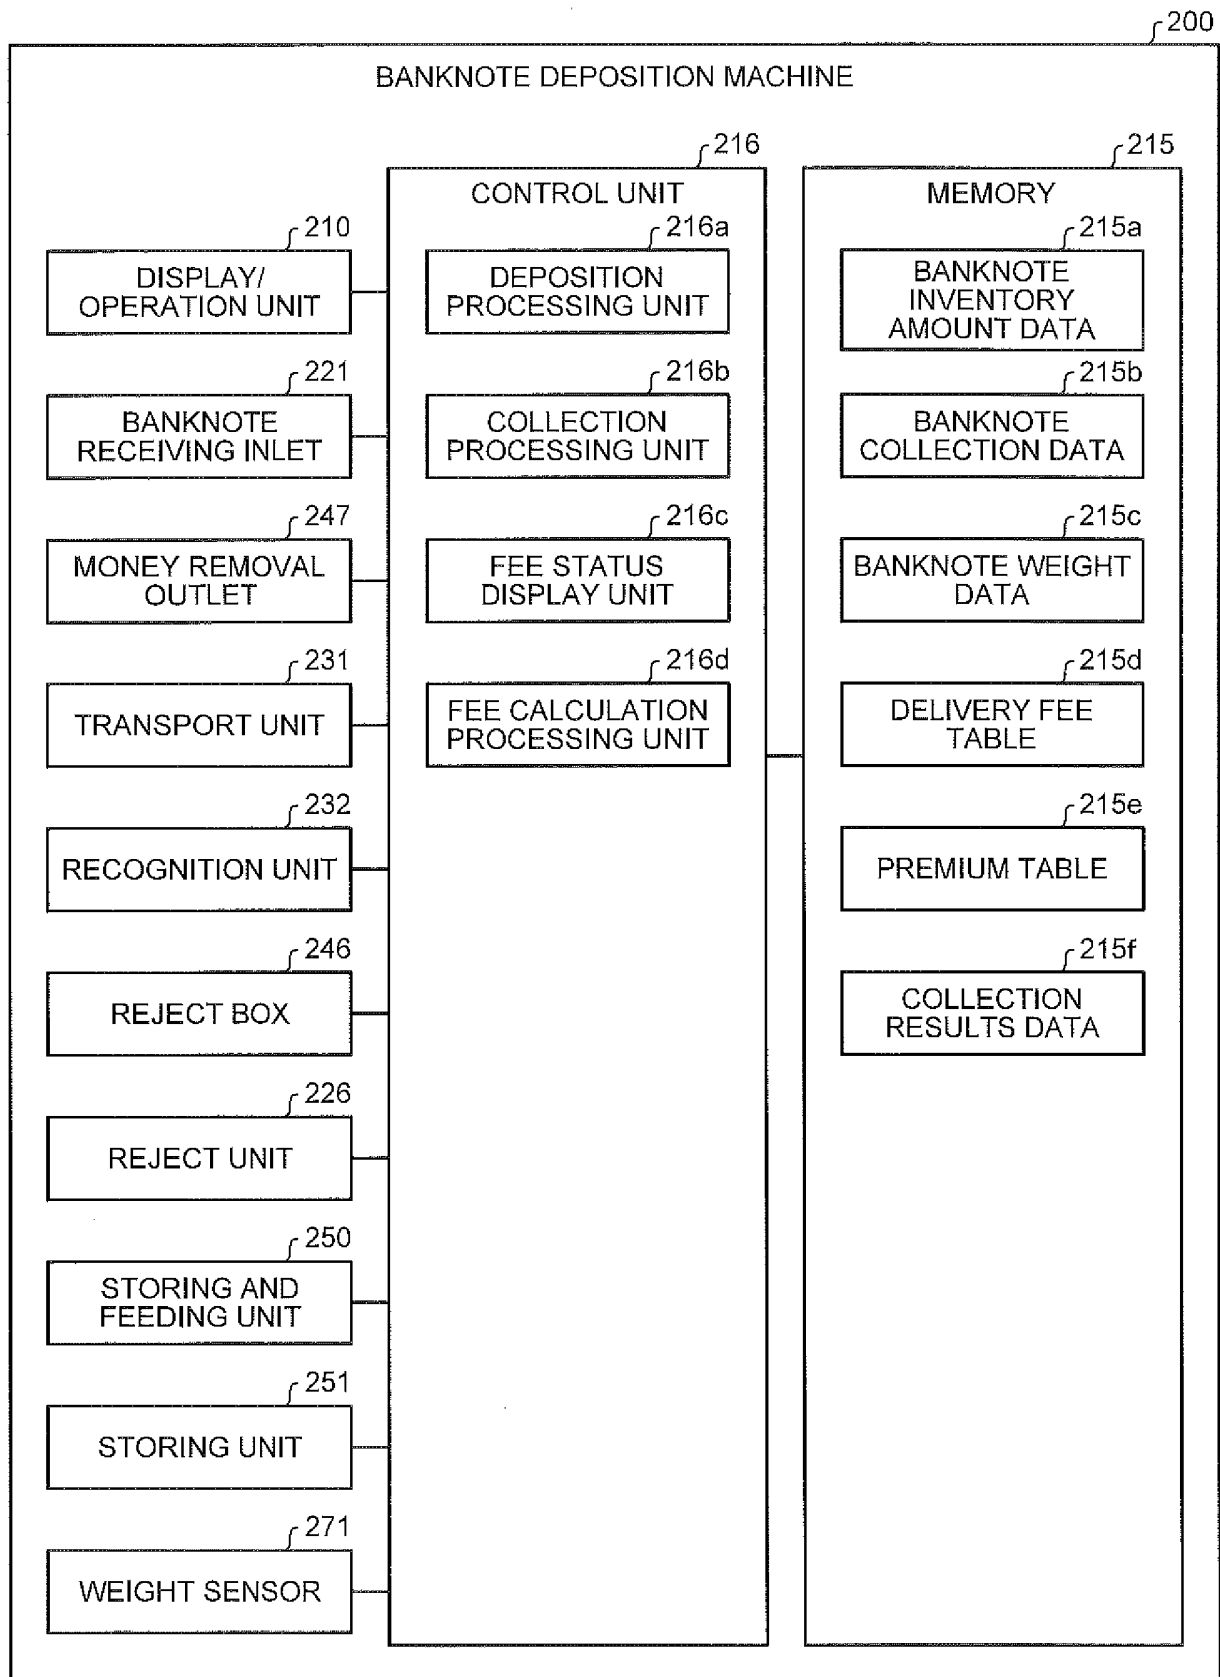 200
BANKNOTE DEPOSITION MACHINE
210
DISPLAY/
OPERATION UNIT
221
BANKNOTE
RECEIVING INLET
247
MONEY REMOVAL
OUTLET
231
TRANSPORT UNIT
232
RECOGNITION UNIT
246
REJECT BOX
226
REJECT UNIT
250
STORING AND
FEEDING UNIT
251
STORING UNIT
271
WEIGHT SENSOR
216
CONTROL UNIT
216a
DEPOSITION
PROCESSING UNIT
216b
COLLECTION
PROCESSING UNIT
216c
FEE STATUS
DISPLAY UNIT
216d
FEE CALCULATION
PROCESSING UNIT
215
MEMORY
215a
BANKNOTE
INVENTORY
AMOUNT DATA
215b
BANKNOTE
COLLECTION DATA
215c
BANKNOTE WEIGHT
DATA
215d
DELIVERY FEE
TABLE
215e
PREMIUM TABLE
215f
COLLECTION
RESULTS DATA